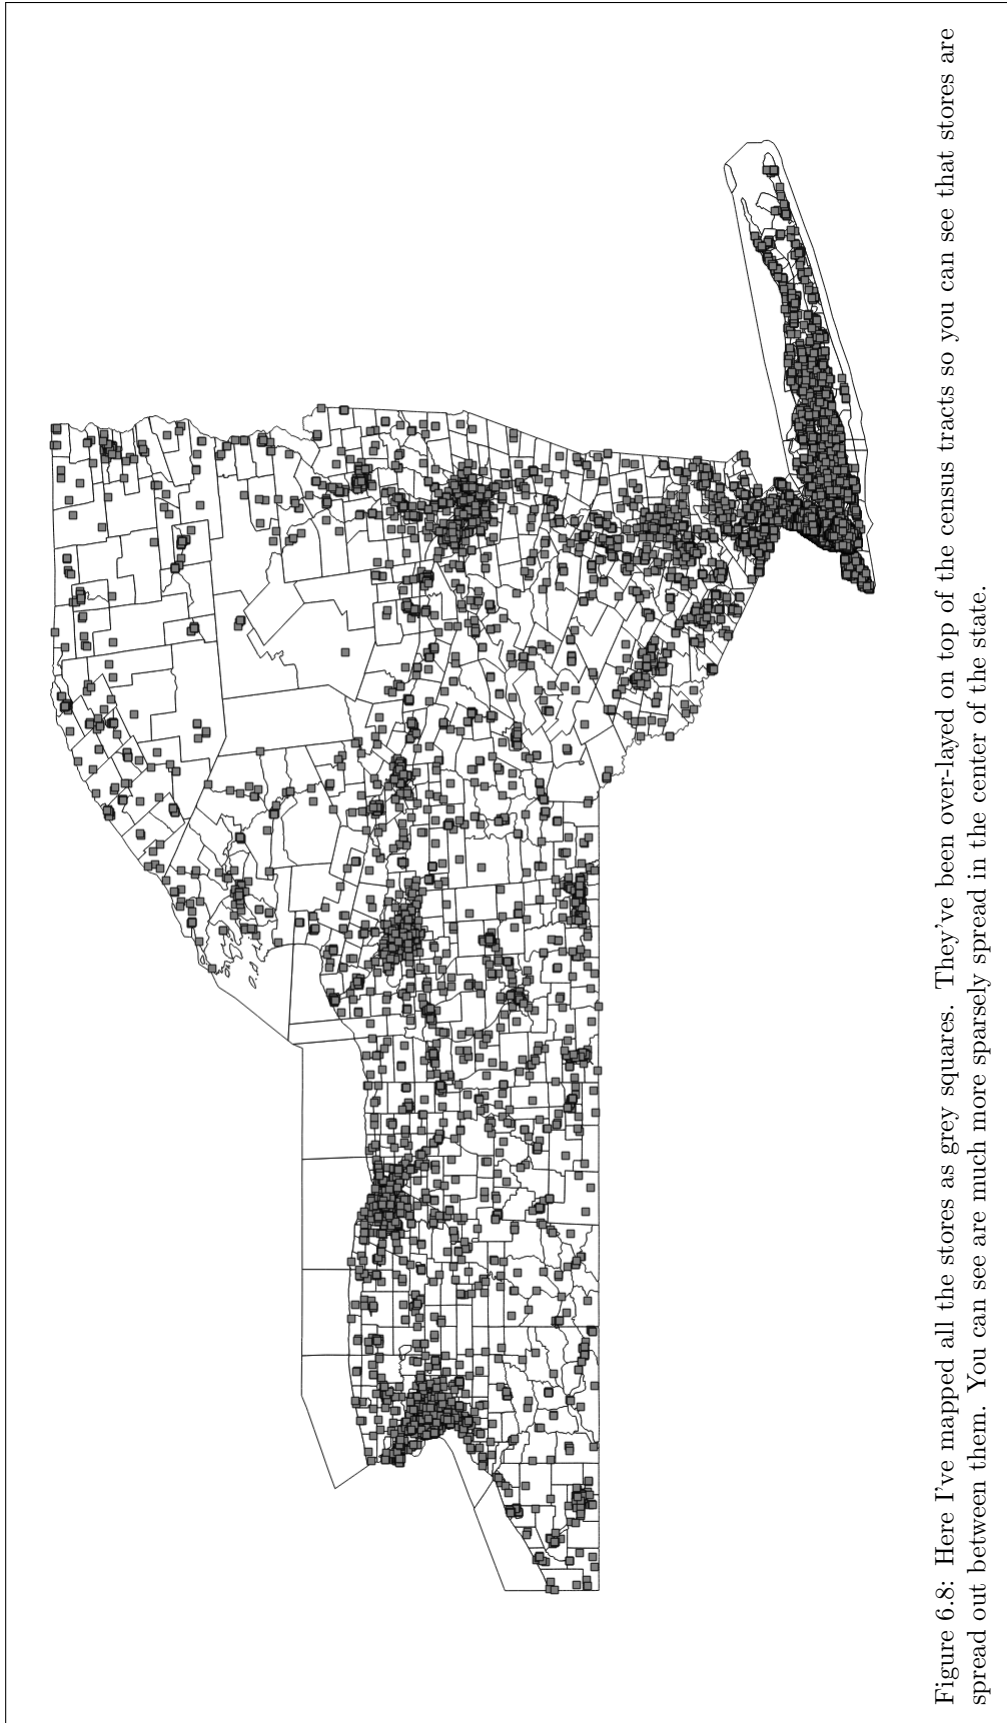 Figure 6.8: Here I've mapped all the stores as grey squares. They've been over-layed on top of the census tracts so you can see that stores are
spread out between them. You can see are much more sparsely spread in the center of the state.